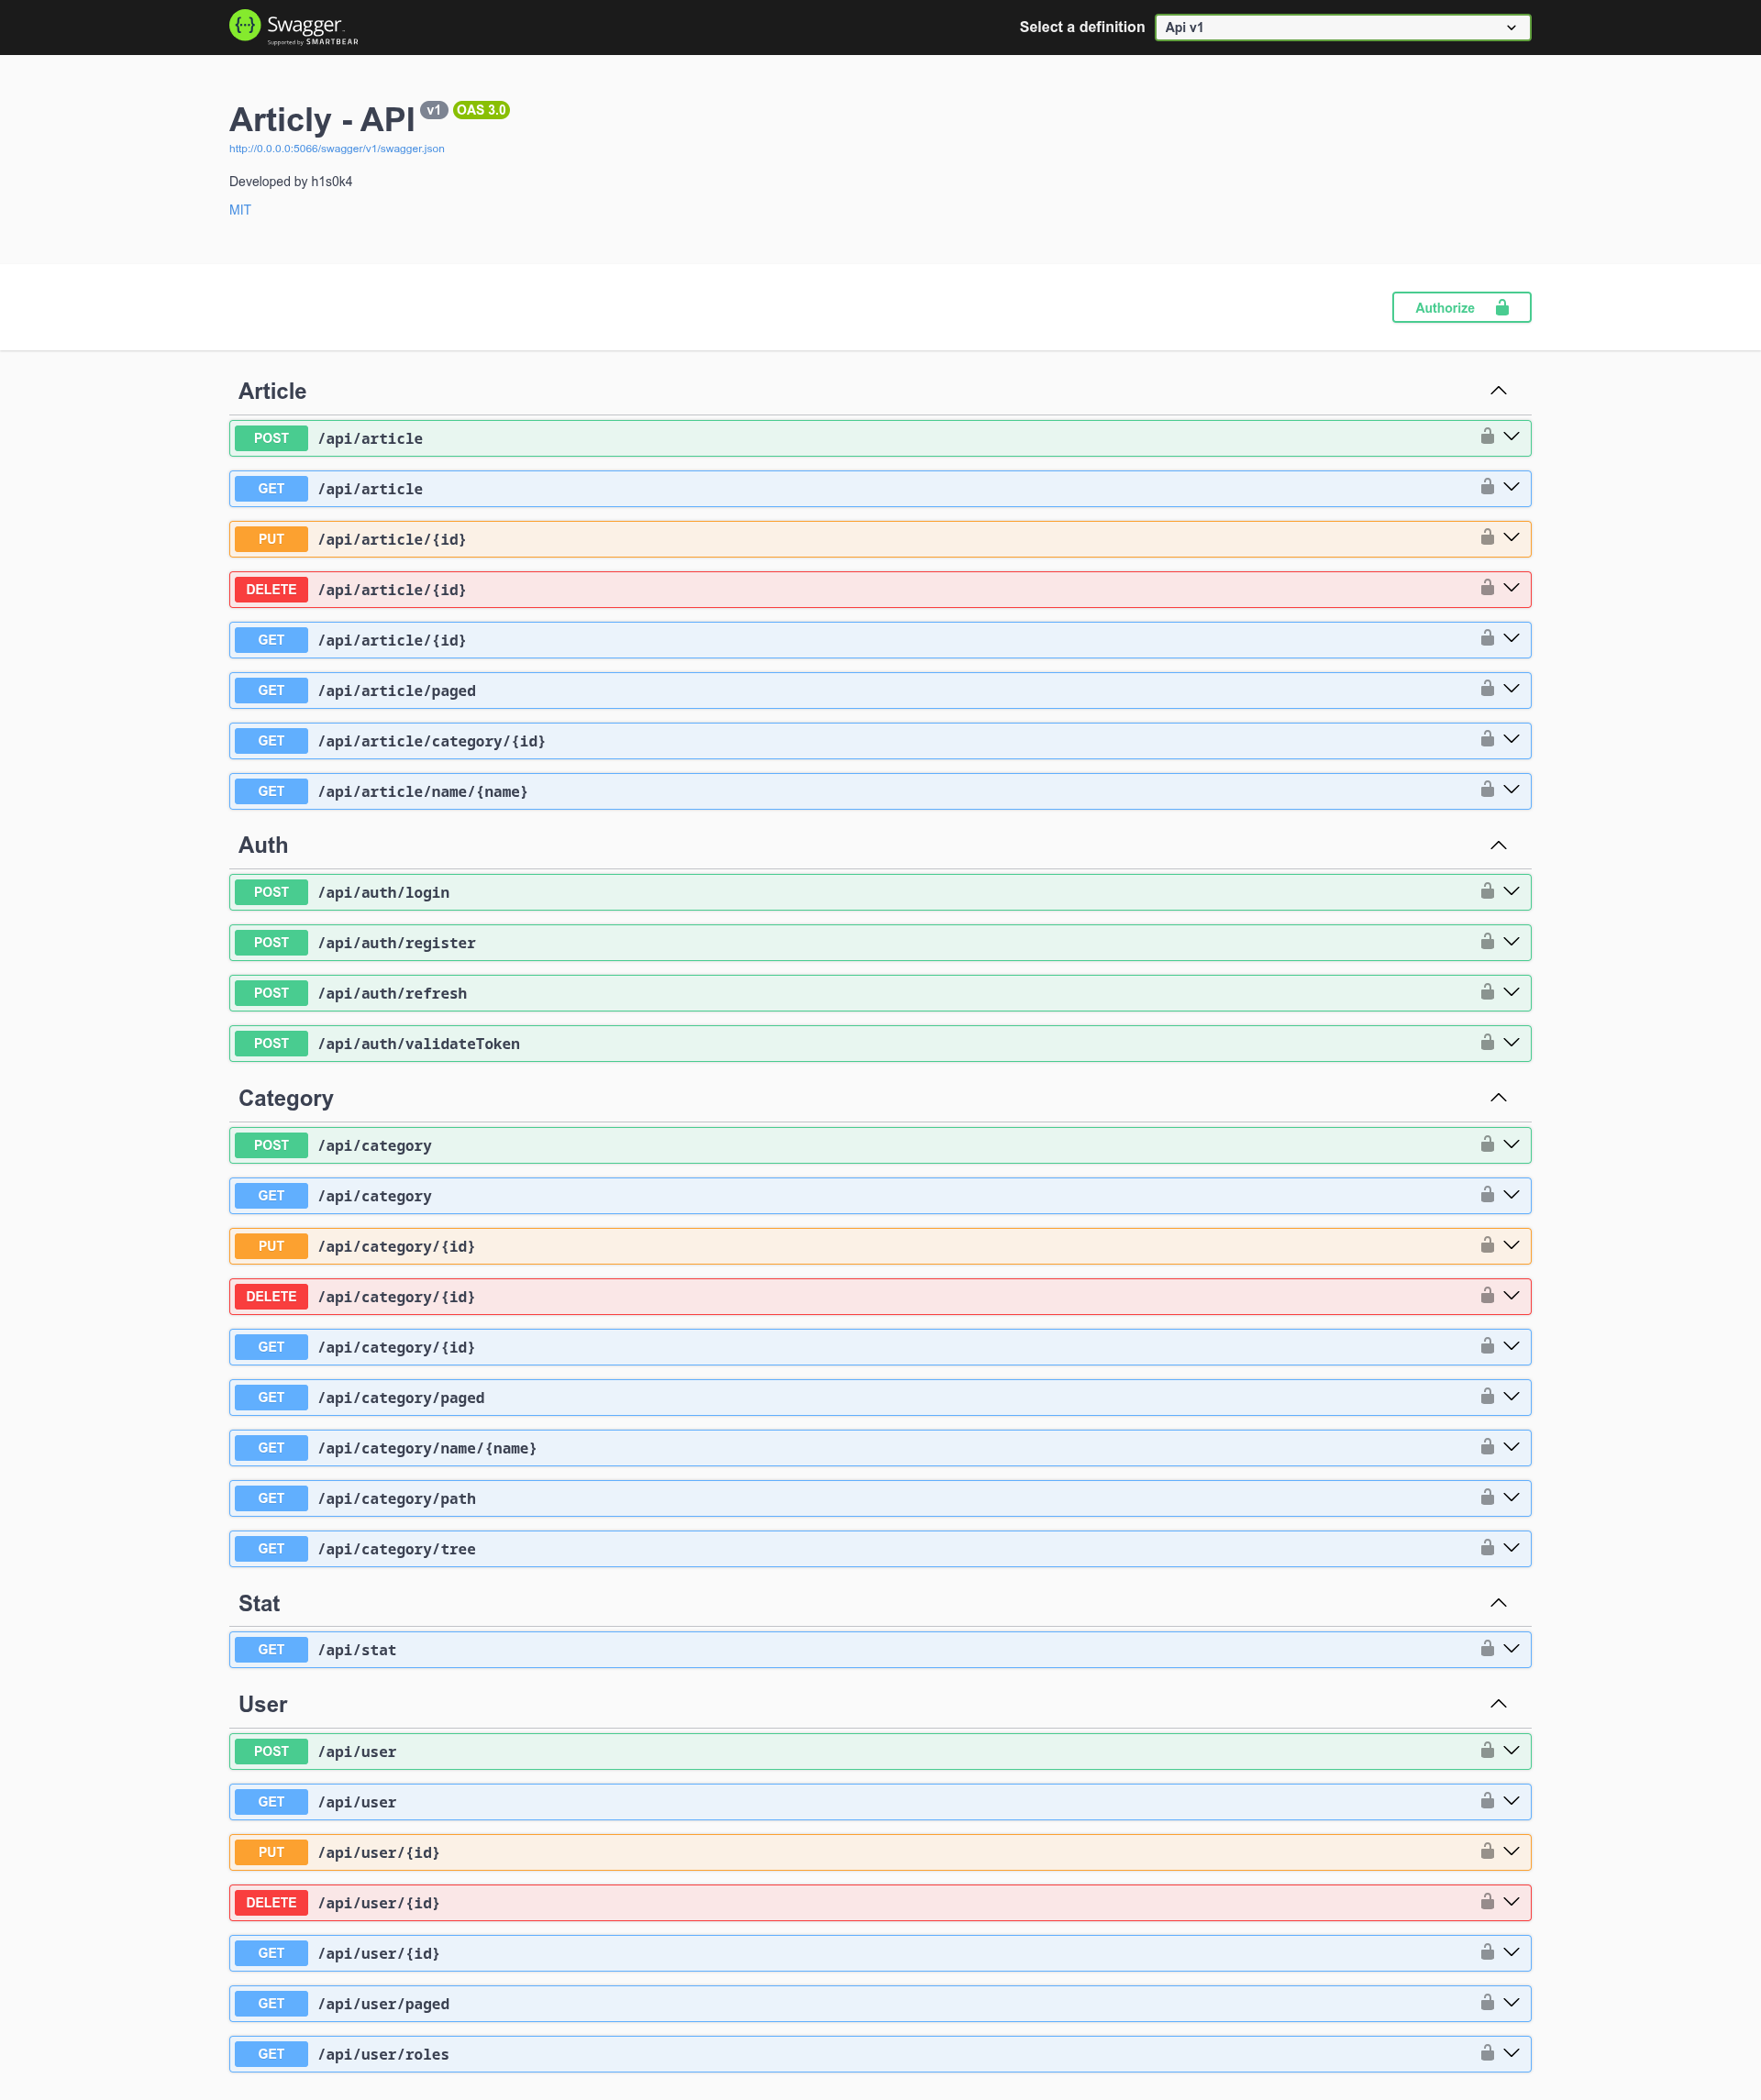 Swagger
Supported by SMARTBEAR
Select a definition
Api v1
Articly - API v1 OAS 3.0
http://0.0.0.0:5066/swagger/v1/swagger.json
Developed by h1s0k4
MIT
Authorize
Article
POST /api/article
GET /api/article
PUT /api/article/{id}
DELETE /api/article/{id}
GET /api/article/{id}
GET /api/article/paged
GET /api/article/category/{id}
GET /api/article/name/{name}
Auth
POST /api/auth/login
POST /api/auth/register
POST /api/auth/refresh
POST /api/auth/validateToken
Category
POST /api/category
GET /api/category
PUT /api/category/{id}
DELETE /api/category/{id}
GET /api/category/{id}
GET /api/category/paged
GET /api/category/name/{name}
GET /api/category/path
GET /api/category/tree
Stat
GET /api/stat
User
POST /api/user
GET /api/user
PUT /api/user/{id}
DELETE /api/user/{id}
GET /api/user/{id}
GET /api/user/paged
GET /api/user/roles